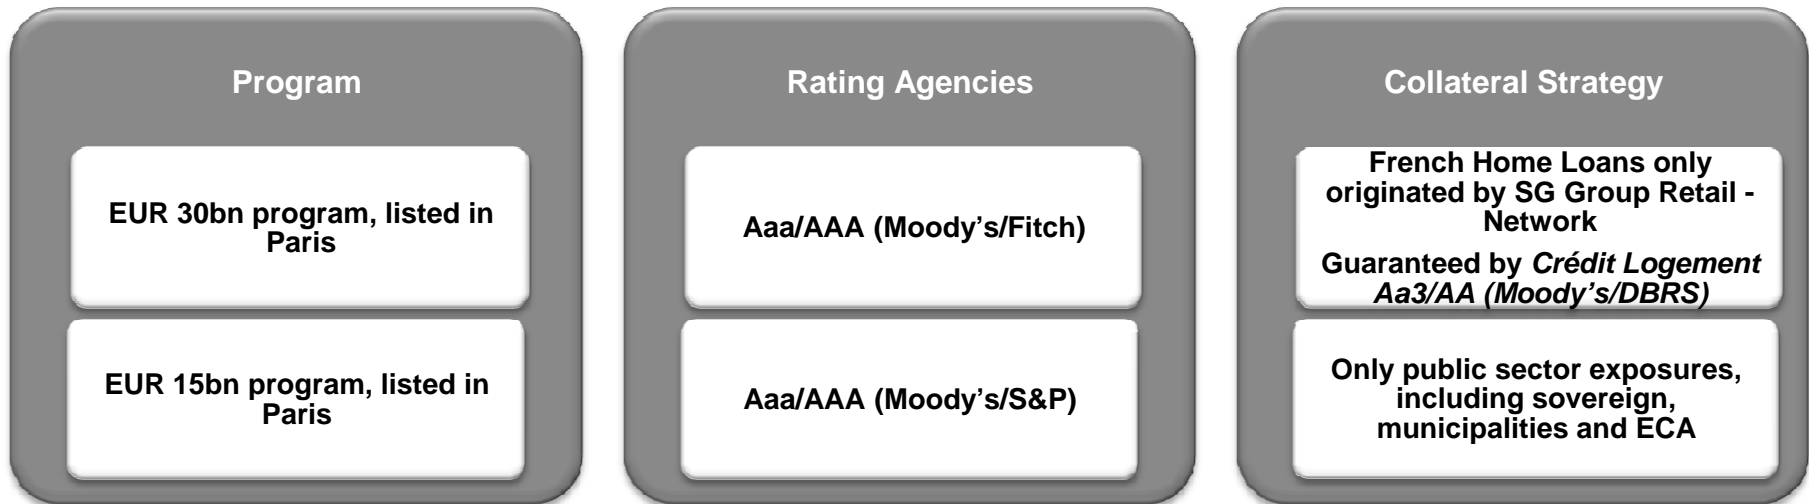 Program
EUR 30bn program, listed in
Paris
EUR 15bn program, listed in
Paris
Rating Agencies
Aaa/AAA (Moody’s/Fitch)
Aaa/AAA (Moody’s/S&P)
Collateral Strategy
French Home Loans only
originated by SG Group Retail -
Network
Guaranteed by Crédit Logement
Aa3/AA (Moody’s/DBRS)
Only public sector exposures,
including sovereign,
municipalities and ECA